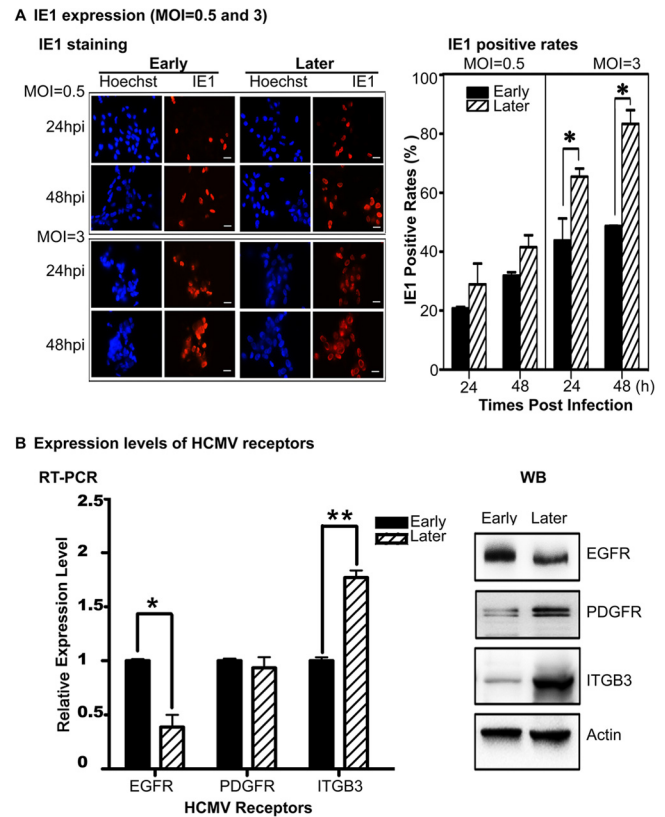 A IE1 expression (MOI=0.5 and 3)
IE1 staining
Early Later
Hoechst IE1 Hoechst IE1
MOI=0.5
24hpi
48hpi
MOI=3
24hpi
48hpi
IE1 positive rates
MOI=0.5 MOI=3
Early
Later
*
*
IE1 Positive Rates (%)
100
80
60
40
20
0
24 48 24 48 (h)
Times Post Infection
B Expression levels of HCMV receptors
RT-PCR
Early
Later
*
**
Relative Expression Level
2.5
2
1.5
1
0.5
0
EGFR PDGFR ITGB3
HCMV Receptors
WB
Early Later
EGFR
PDGFR
ITGB3
Actin